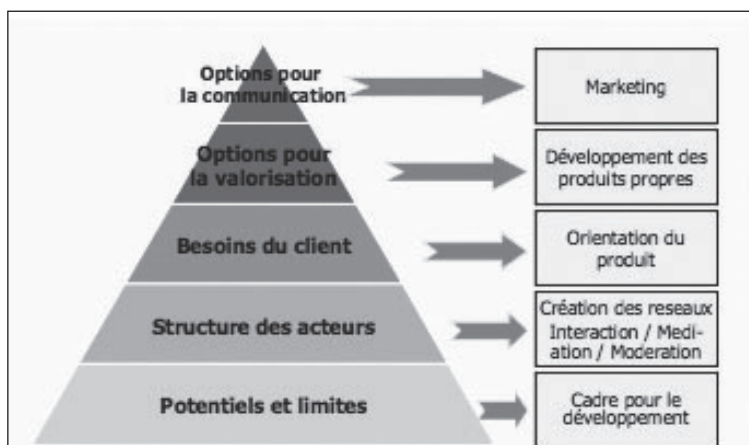 Options pour
la communication
Marketing
Options pour
la valorisation
Développement des
produits propres
Besoins du client
Orientation du
produit
Structure des acteurs
Création des reseaux
Interaction / Medi-
ation / Moderation
Potentiels et limites
Cadre pour le
développement